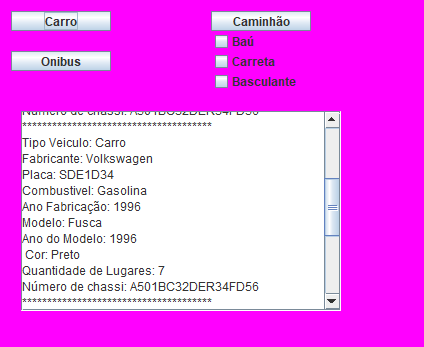 Carro
Caminhão
Baú
Onibus
Carreta
Basculante
Número de chassi: A501BC32DER34FD56
**************************************
Tipo Veiculo: Carro
Fabricante: Volkswagen
Placa: SDE1D34
Combustivel: Gasolina
Ano Fabricação: 1996
Modelo: Fusca
Ano do Modelo: 1996
Cor: Preto
Quantidade de Lugares: 7
Número de chassi: A501BC32DER34FD56
**************************************